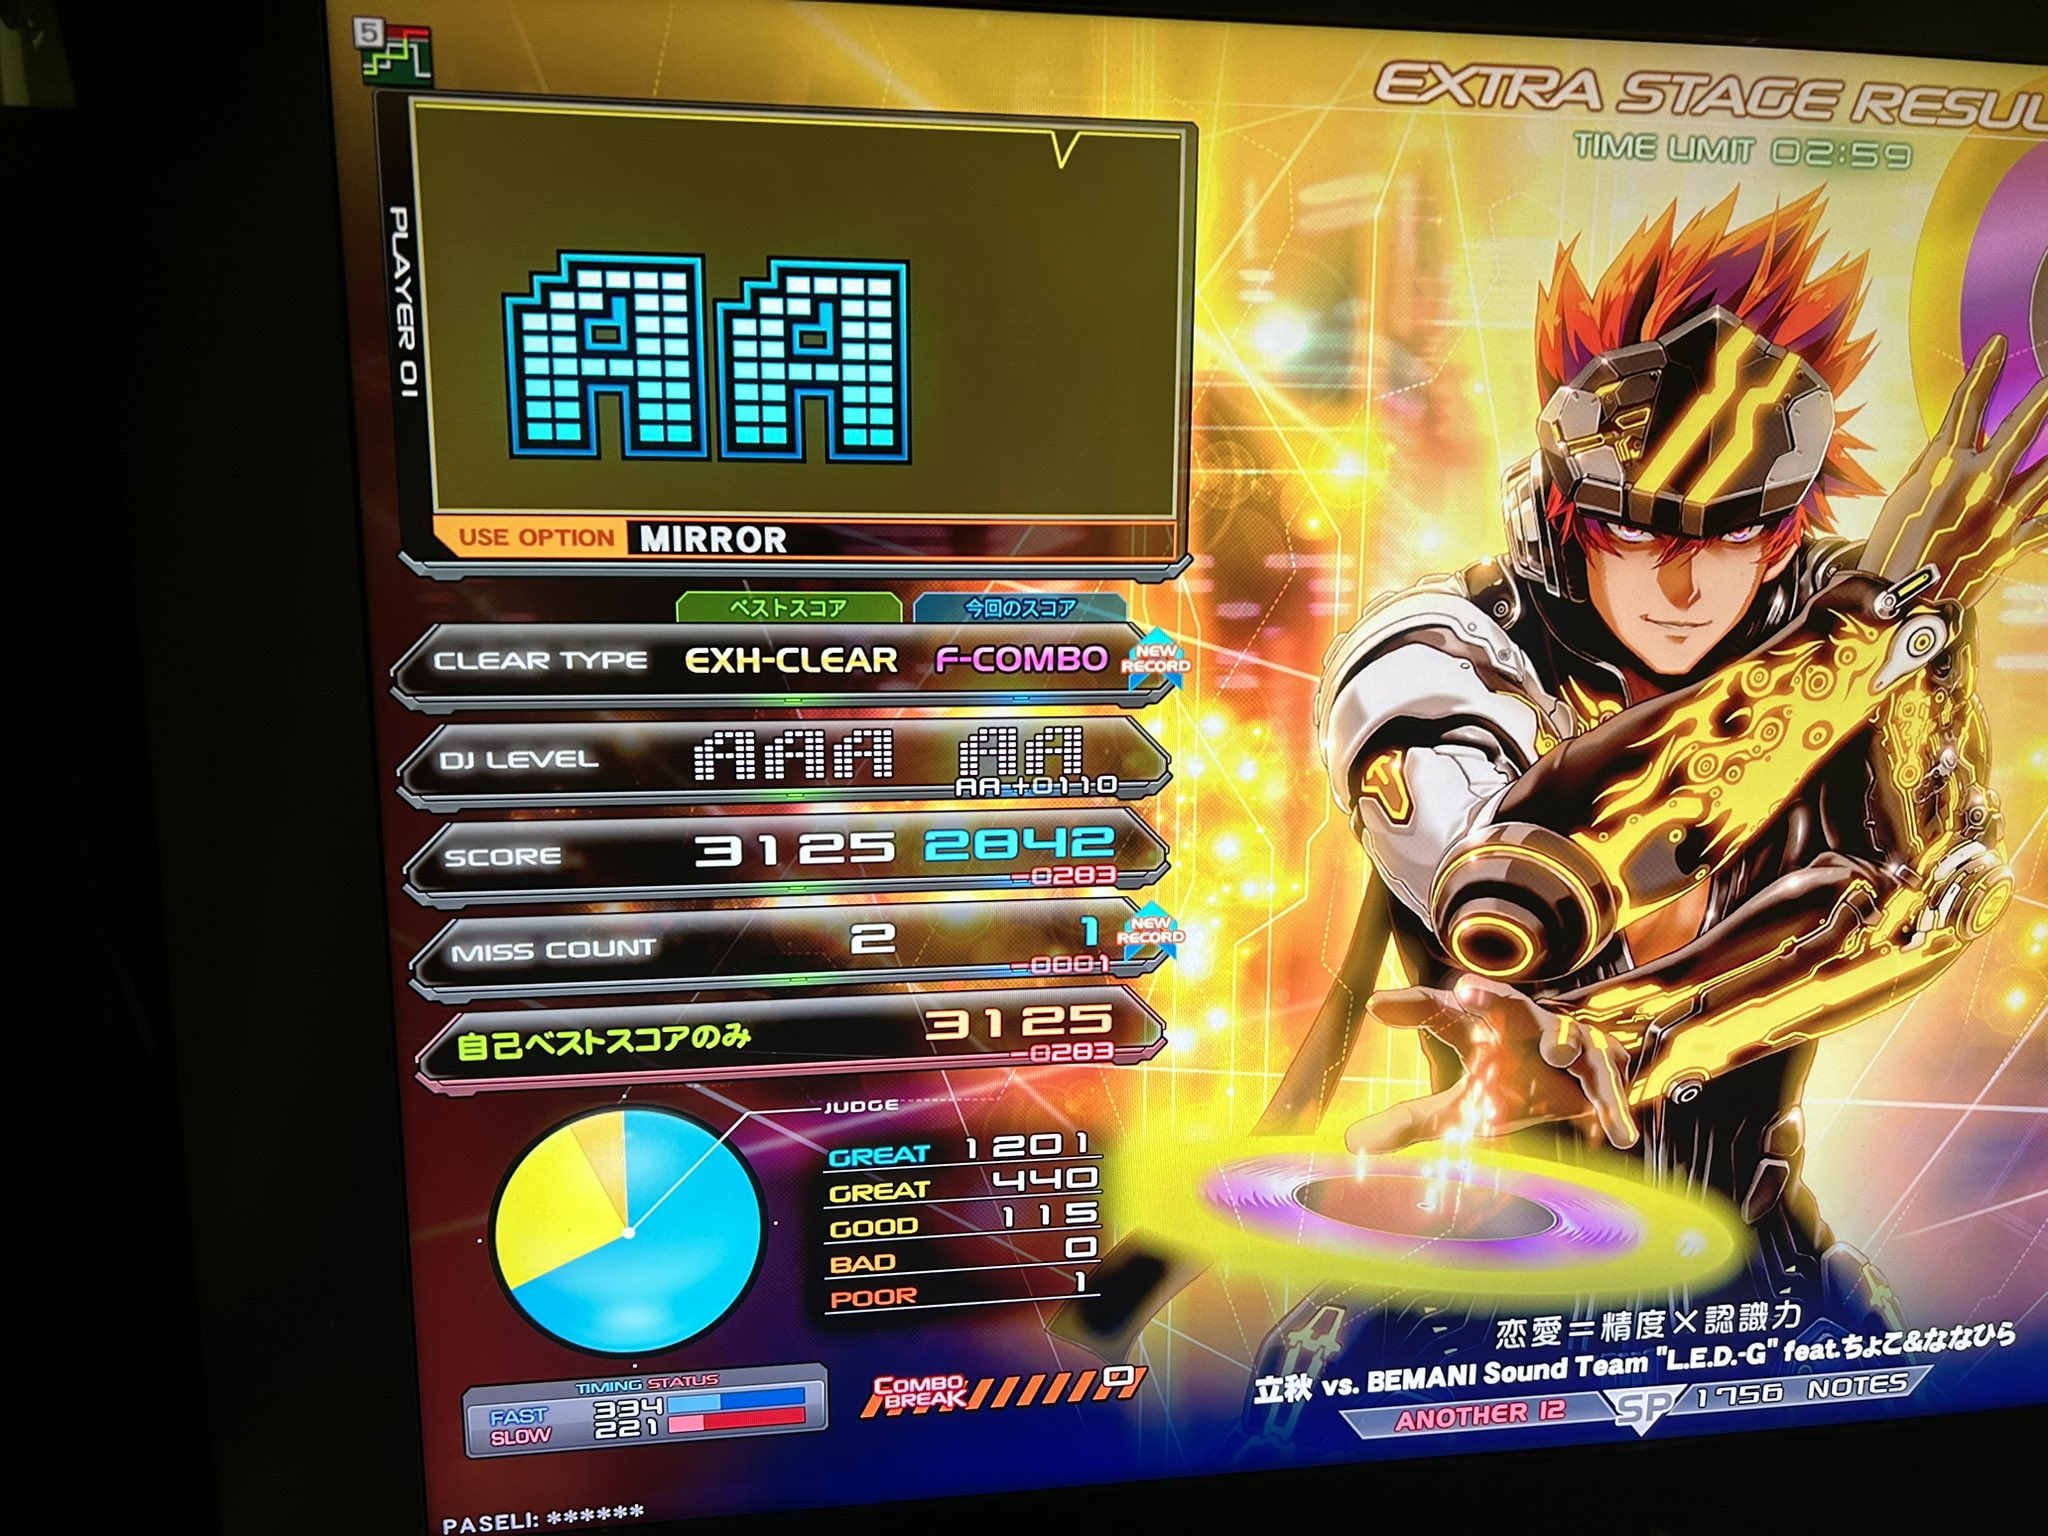 5
EXTRA STAGE RESUL
TIME LIMIT 02:59
PLAYER 01
AA
USE OPTION MIRROR
ベストスコア 今回のスコア
CLEAR TYPE EXH-CLEAR F-COMBO NEW RECORD
DJ LEVEL AAA AA
AA +0110
SCORE 3125 2842
-0283
MISS COUNT 2 1 NEW RECORD
-0001
自己ベストスコアのみ 3125
-0283
JUDGE
GREAT 1201
GREAT 440
GOOD 115
BAD 0
POOR 1
TIMING STATUS
FAST 334
SLOW 221
COMBO BREAK 0
恋愛=精度×認識力
立秋 vs. BEMANI Sound Team "L.E.D.-G" feat.ちょこ&ななひら
ANOTHER 12 SP 1756 NOTES
PASELI: ******